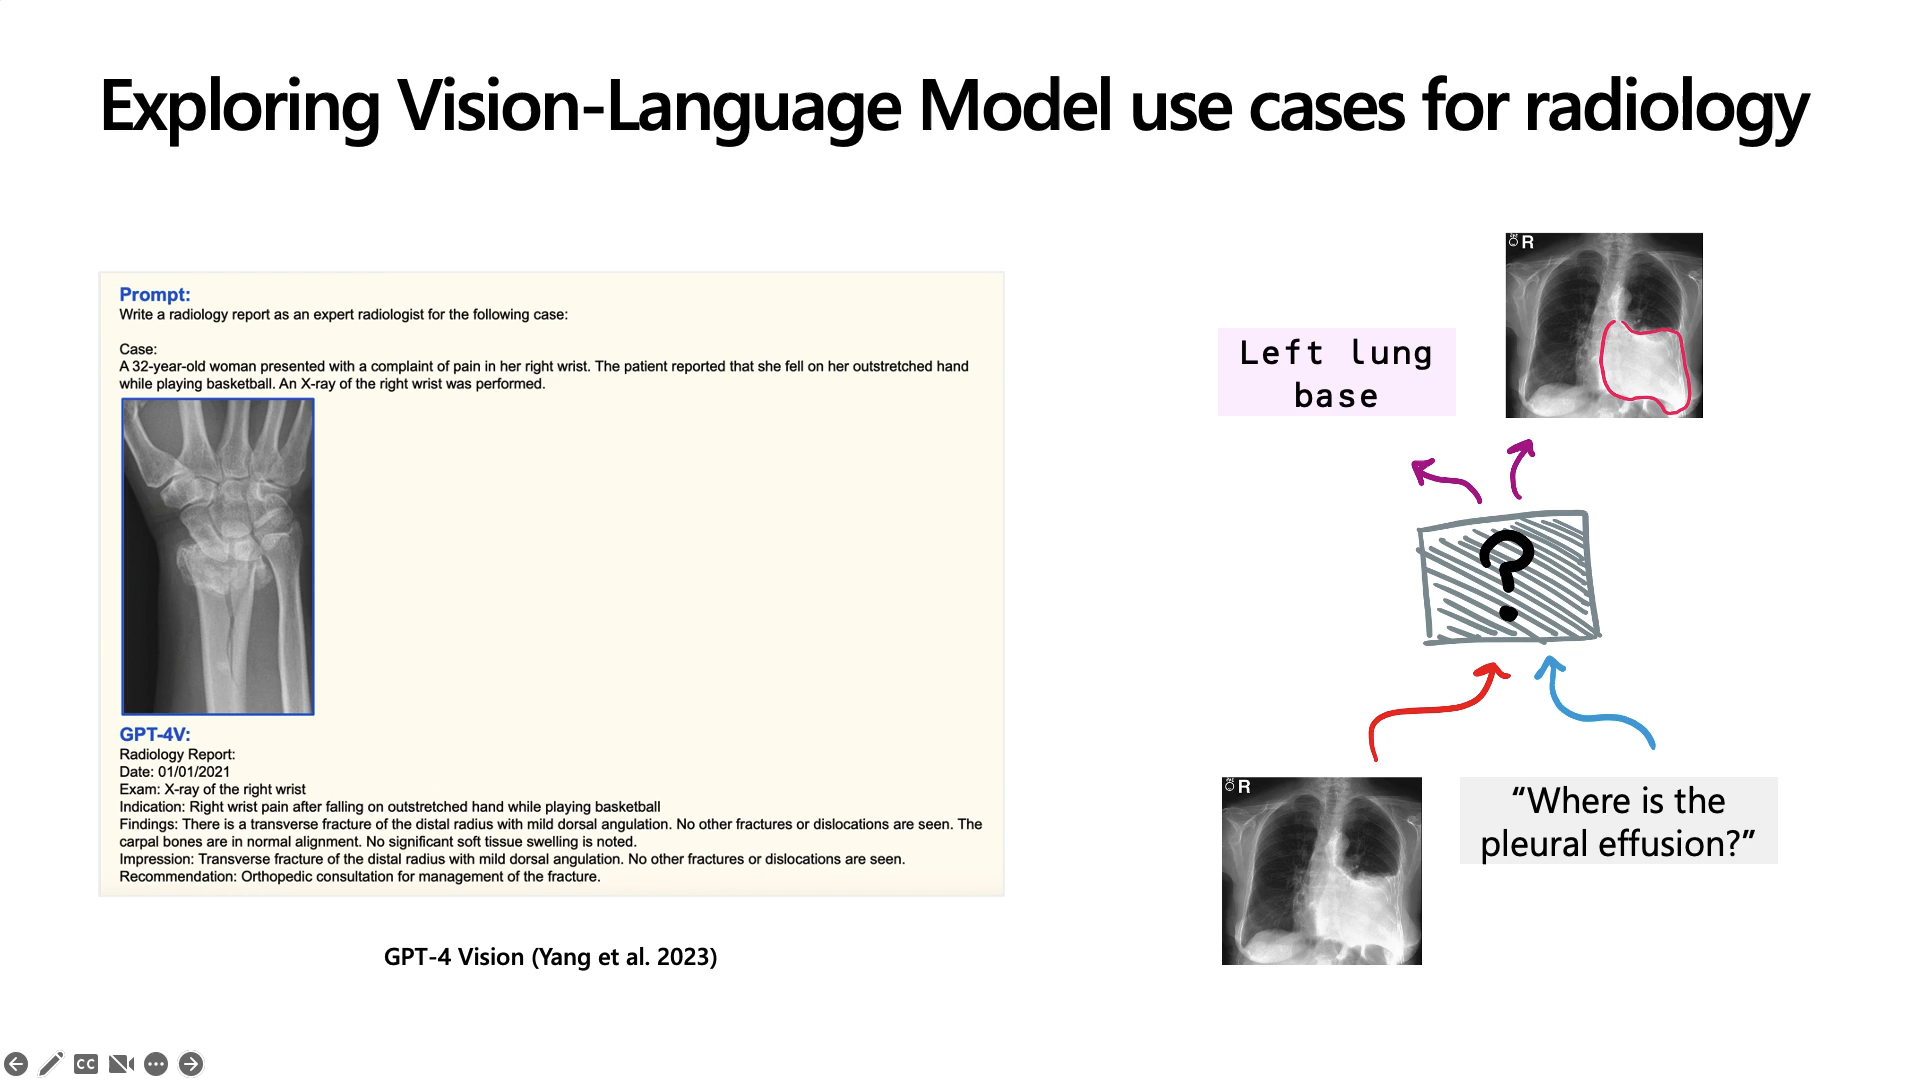 Exploring Vision-Language Model use cases for radiology
Prompt:
Write a radiology report as an expert radiologist for the following case:
Case:
A 32-year-old woman presented with a complaint of pain in her right wrist. The patient reported that she fell on her outstretched hand
while playing basketball. An X-ray of the right wrist was performed.
GPT-4V:
Radiology Report:
Date: 01/01/2021
Exam: X-ray of the right wrist
Indication: Right wrist pain after falling on outstretched hand while playing basketball
Findings: There is a transverse fracture of the distal radius with mild dorsal angulation. No other fractures or dislocations are seen. The
carpal bones are in normal alignment. No significant soft tissue swelling is noted.
Impression: Transverse fracture of the distal radius with mild dorsal angulation. No other fractures or dislocations are seen.
Recommendation: Orthopedic consultation for management of the fracture.
GPT-4 Vision (Yang et al. 2023)
R
Left lung
base
?
R
“Where is the
pleural effusion?”
CC